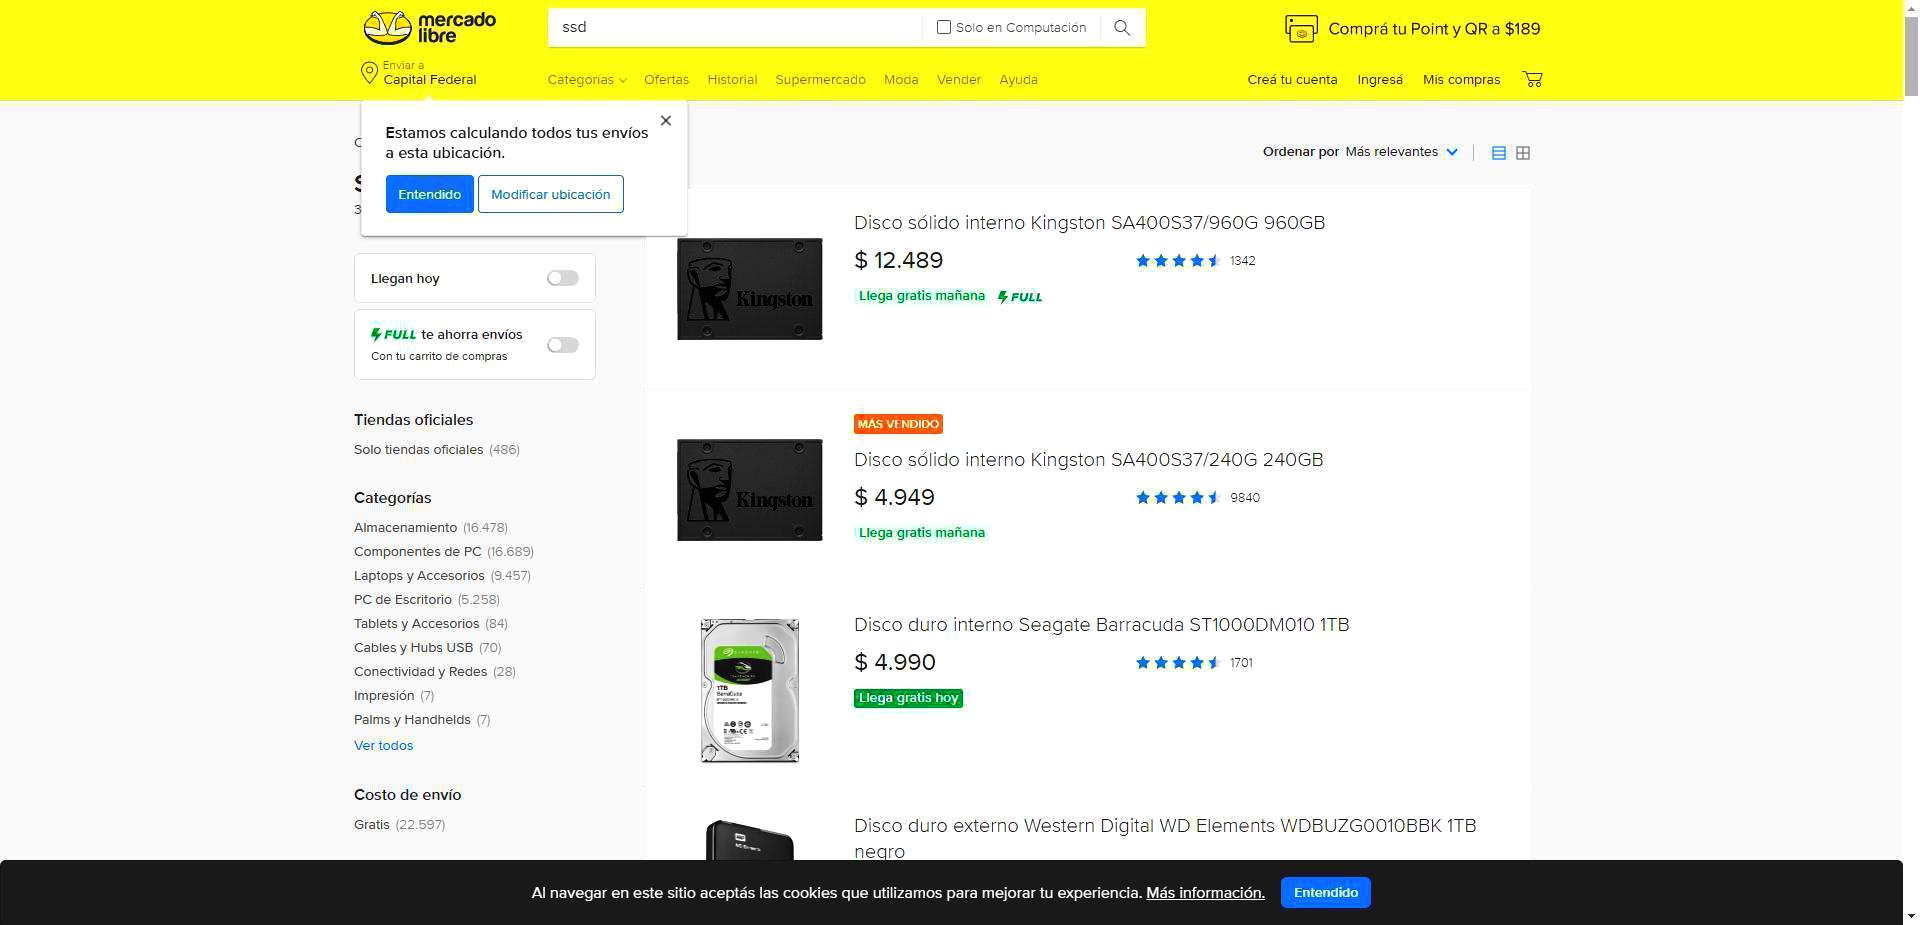 mercado
libre
ssd
Solo en Computación
Comprá tu Point y QR a $189
Enviar a
Capital Federal
Categorías
Ofertas
Historial
Supermercado
Moda
Vender
Ayuda
Creá tu cuenta
Ingresá
Mis compras
Estamos calculando todos tus envíos
a esta ubicación.
Entendido
Modificar ubicación
Ordenar por Más relevantes
Llegan hoy
FULL te ahorra envíos
Con tu carrito de compras
Tiendas oficiales
Solo tiendas oficiales (486)
Categorías
Almacenamiento (16.478)
Componentes de PC (16.689)
Laptops y Accesorios (9.457)
PC de Escritorio (5.258)
Tablets y Accesorios (84)
Cables y Hubs USB (70)
Conectividad y Redes (28)
Impresión (7)
Palms y Handhelds (7)
Ver todos
Costo de envío
Gratis (22.597)
Kingston
Disco sólido interno Kingston SA400S37/960G 960GB
$ 12.489
1342
Llega gratis mañana FULL
Kingston
MÁS VENDIDO
Disco sólido interno Kingston SA400S37/240G 240GB
$ 4.949
9840
Llega gratis mañana
1TB
BarraCuda
Disco duro interno Seagate Barracuda ST1000DM010 1TB
$ 4.990
1701
Llega gratis hoy
Disco duro externo Western Digital WD Elements WDBUZG0010BBK 1TB
negro
Al navegar en este sitio aceptás las cookies que utilizamos para mejorar tu experiencia. Más información.
Entendido